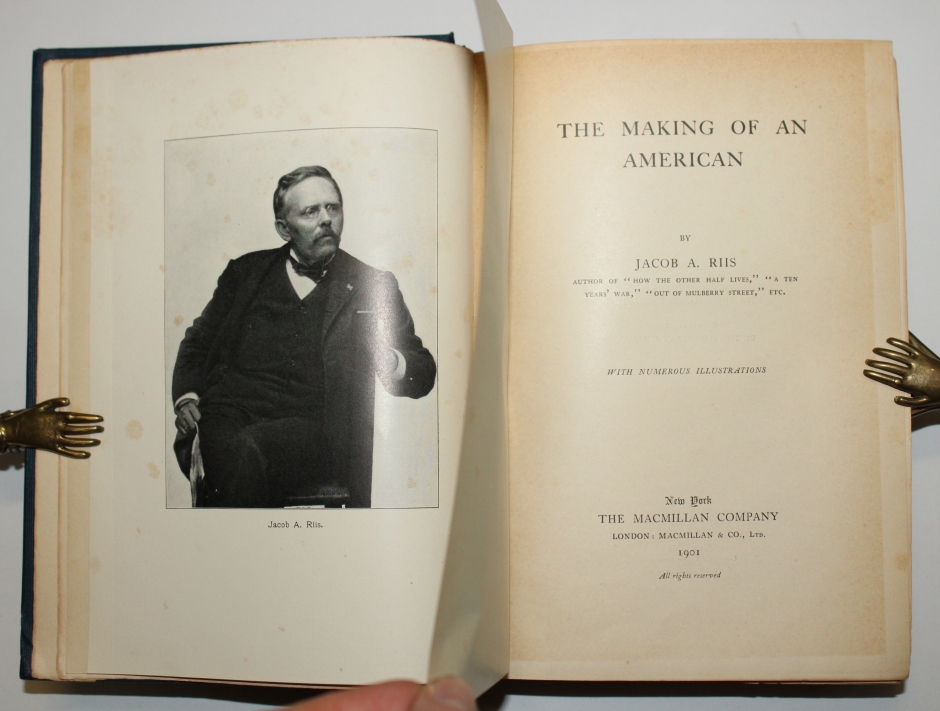 Jacob A. Riis.
THE MAKING OF AN
AMERICAN
BY
JACOB A. RIIS
AUTHOR OF "HOW THE OTHER HALF LIVES," "A TEN
YEARS' WAR," "OUT OF MULBERRY STREET," ETC.
WITH NUMEROUS ILLUSTRATIONS
New York
THE MACMILLAN COMPANY
LONDON: MACMILLAN & CO., LTD.
1901
All rights reserved